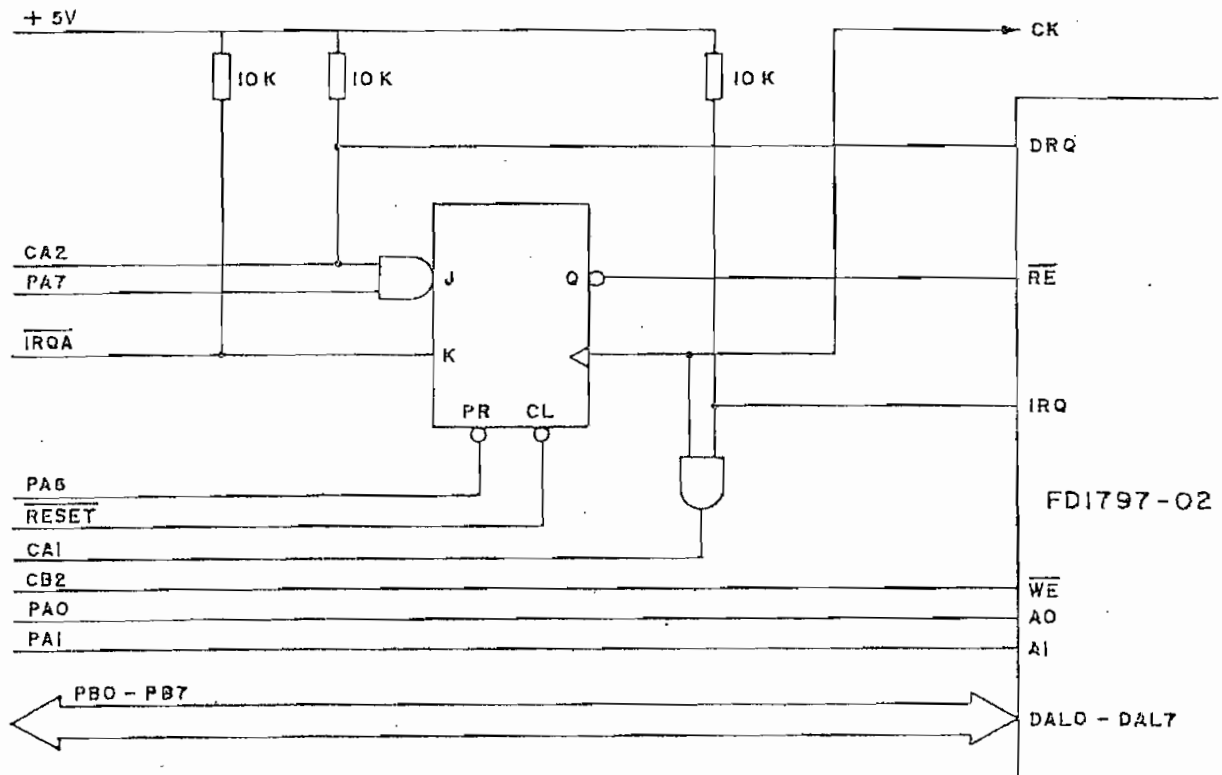 + 5V
CK
10 K
10 K
10 K
DRQ
CA2
PA7
J
Q
RE
IRQA
K
IRQ
PR
CL
PA6
RESET
FD1797-02
CA1
CB2
WE
PA0
A0
PA1
A1
PB0 - PB7
DAL0 - DAL7